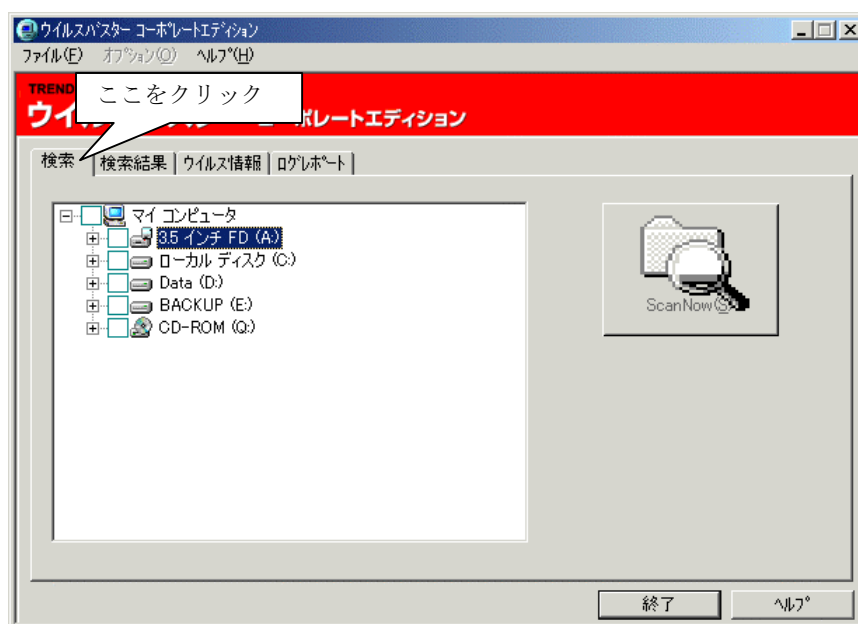 ウイルスバスター コーポレートエディション
ファイル(F) オプション(O) ヘルプ(H)
TREND
ここをクリック
ウイ ポレートエディション
検索 検索結果 ウイルス情報 ログレポート
マイ コンピュータ
3.5 インチ FD (A:)
ローカル ディスク (C:)
Data (D:)
BACKUP (E:)
CD-ROM (Q:)
ScanNow(S)
終了 ヘルプ